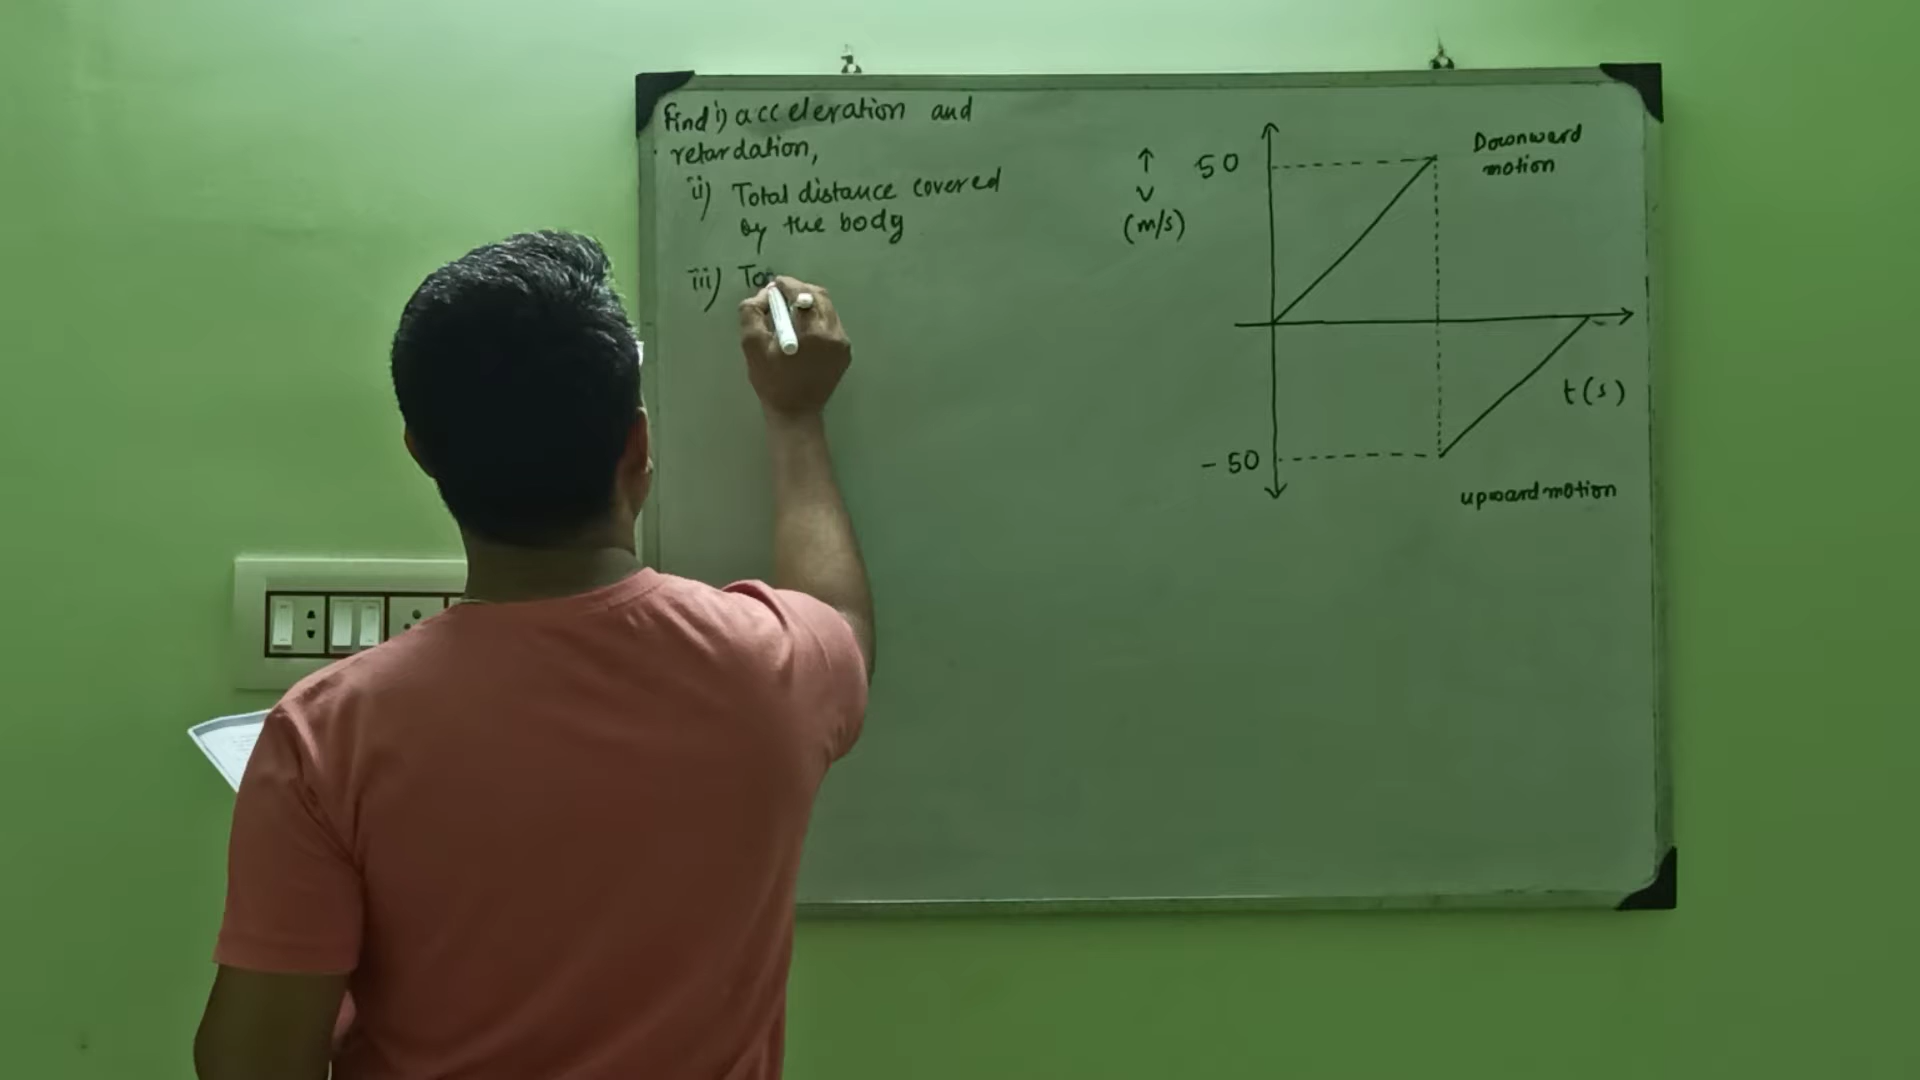 Find i) acceleration and
retardation,
ii) Total distance covered
by the body
iii) To
↑
V
(m/s)
50
Downward
motion
t(s)
- 50
upward motion